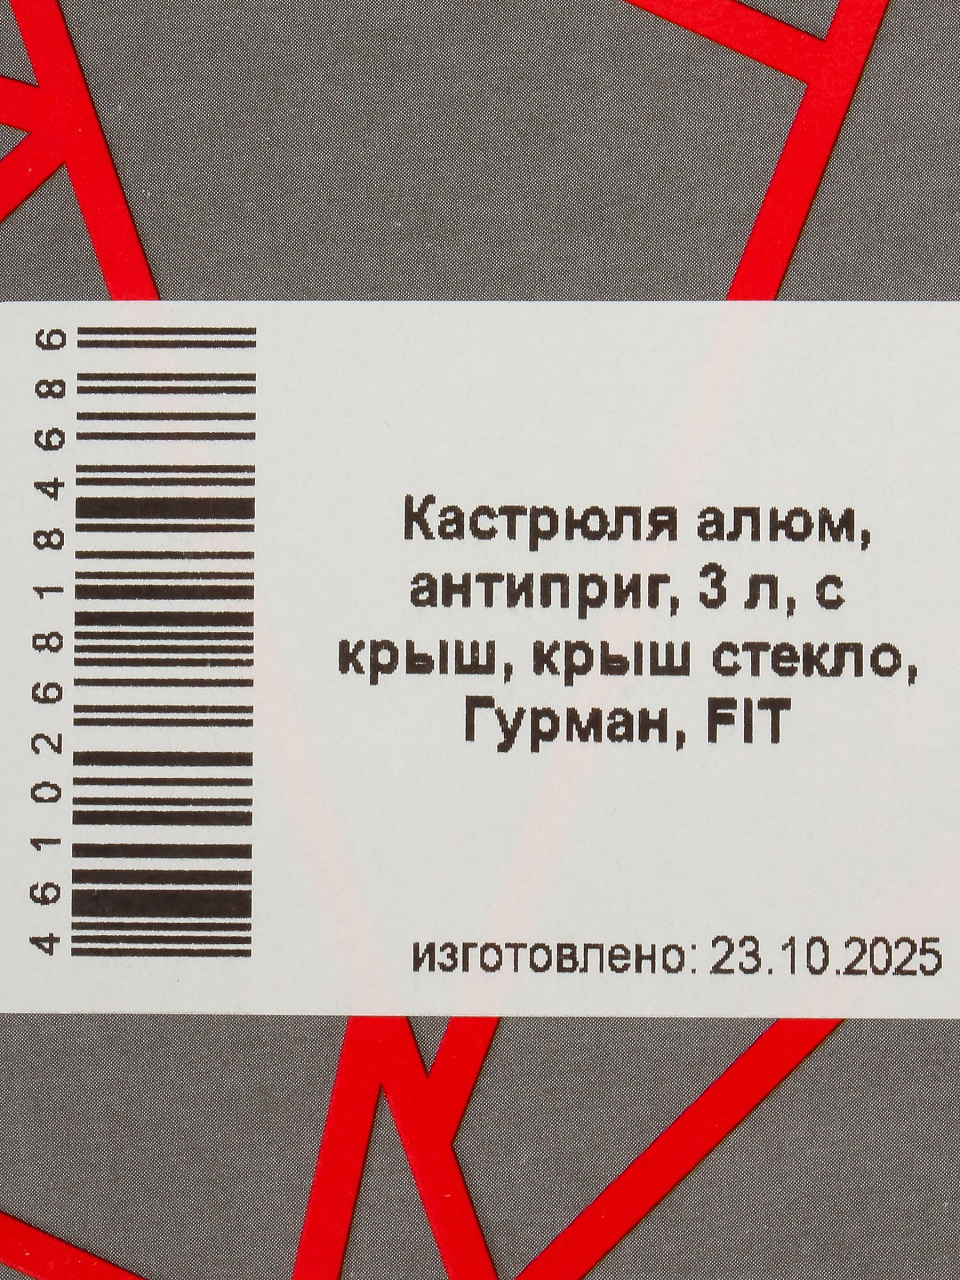 4610268184686
Кастрюля алюм,
антиприг, 3 л, с
крыш, крыш стекло,
Гурман, FIT
изготовлено: 23.10.2025